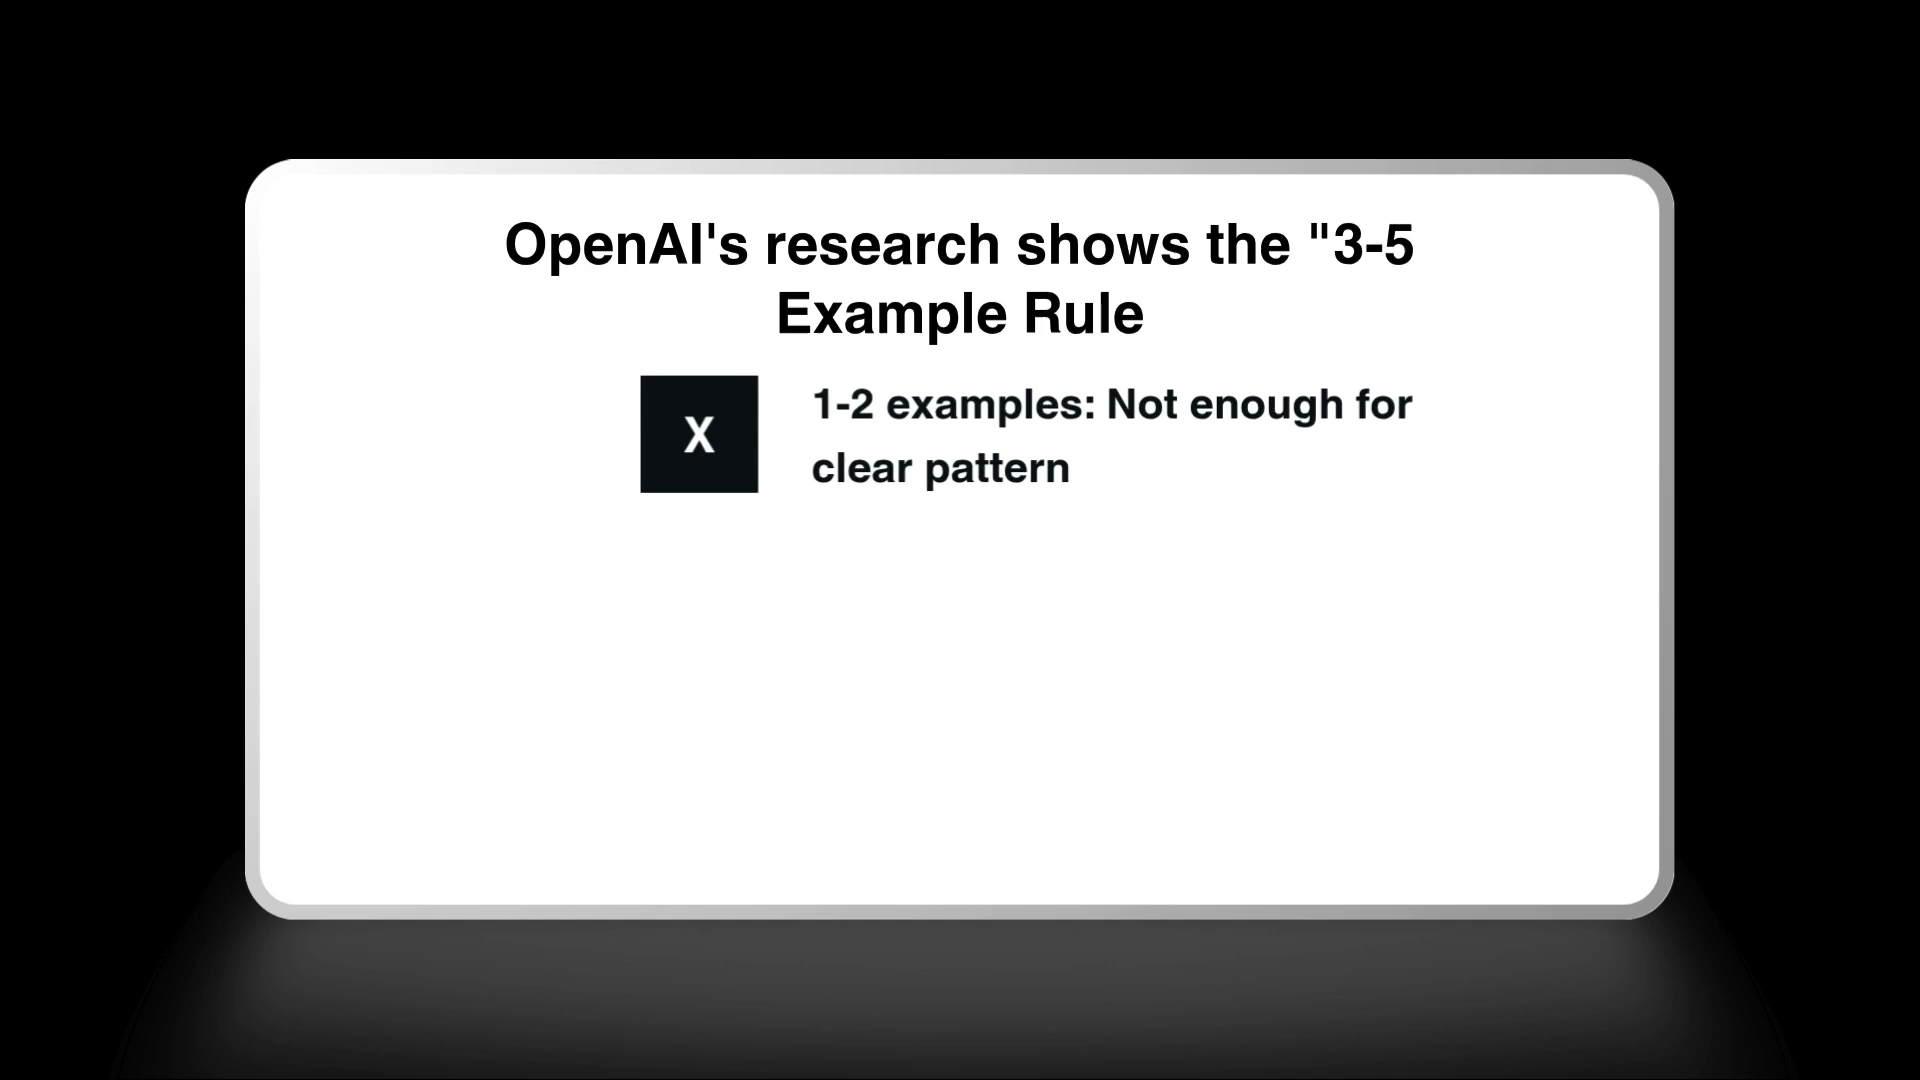 OpenAI's research shows the "3-5
Example Rule
X
1-2 examples: Not enough for
clear pattern